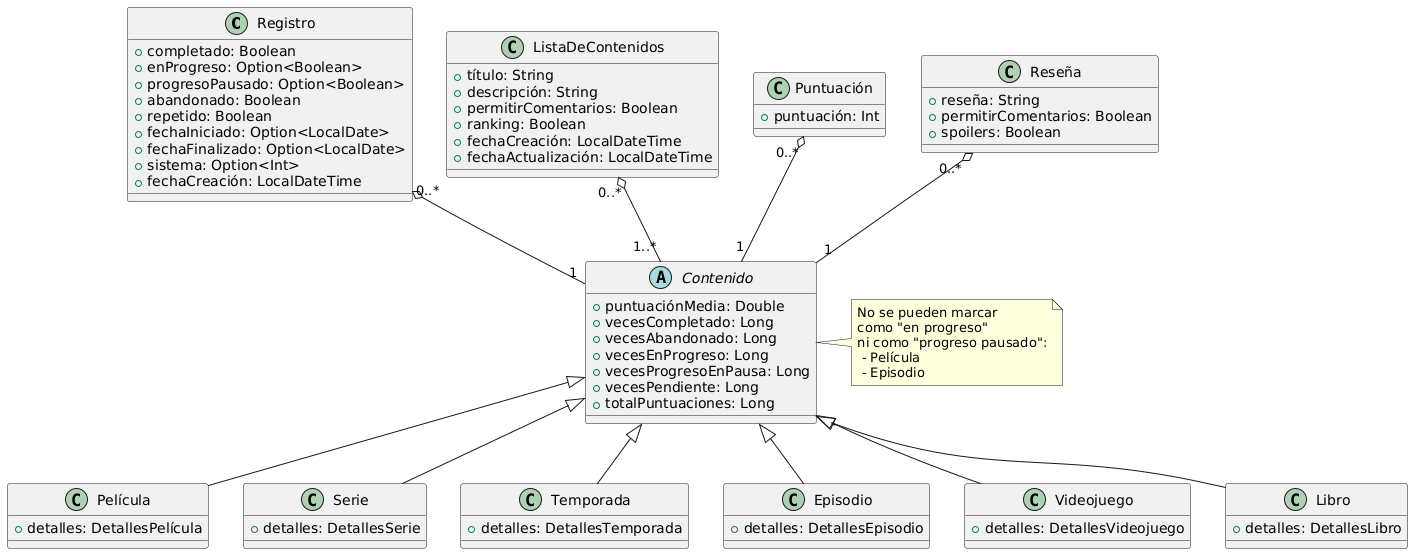 C Registro
completado: Boolean
enProgreso: Option<Boolean>
progresoPausado: Option<Boolean>
abandonado: Boolean
repetido: Boolean
fechaIniciado: Option<LocalDate>
fechaFinalizado: Option<LocalDate>
sistema: Option<Int>
fechaCreación: LocalDateTime
C ListaDeContenidos
título: String
descripción: String
permitirComentarios: Boolean
ranking: Boolean
fechaCreación: LocalDateTime
fechaActualización: LocalDateTime
C Puntuación
puntuación: Int
C Reseña
reseña: String
permitirComentarios: Boolean
spoilers: Boolean
0..*
0..*
0..*
0..*
1
1..*
1
1
A Contenido
puntuaciónMedia: Double
vecesCompletado: Long
vecesAbandonado: Long
vecesEnProgreso: Long
vecesProgresoEnPausa: Long
vecesPendiente: Long
totalPuntuaciones: Long
No se pueden marcar
como "en progreso"
ni como "progreso pausado":
- Película
- Episodio
C Película
detalles: DetallesPelícula
C Serie
detalles: DetallesSerie
C Temporada
detalles: DetallesTemporada
C Episodio
detalles: DetallesEpisodio
C Videojuego
detalles: DetallesVideojuego
C Libro
detalles: DetallesLibro